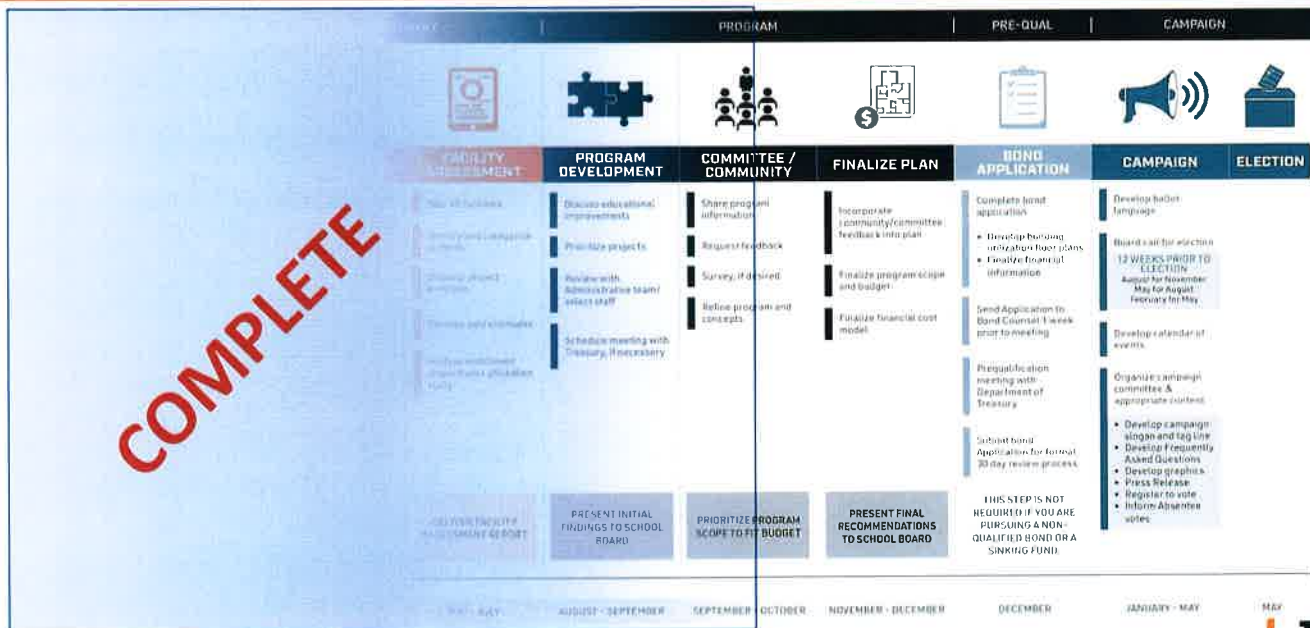 PROGRAM
PRE-QUAL
CAMPAIGN
COMPLETE
FACILITY
ASSESSMENT
PROGRAM
DEVELOPMENT
Discuss educational
improvements
Prioritize projects
Review with
Administrative team/
select staff
Schedule meeting with
Treasury, if necessary
PRESENT INITIAL
FINDINGS TO SCHOOL
BOARD
AUGUST - SEPTEMBER
COMMITTEE /
COMMUNITY
Share program
information
Request feedback
Survey, if desired
Refine program and
concepts
PRIORITIZE PROGRAM
SCOPE TO FIT BUDGET
SEPTEMBER - OCTOBER
FINALIZE PLAN
Incorporate
community/committee
feedback into plan
Finalize program scope
and budget
Finalize financial cost
model
PRESENT FINAL
RECOMMENDATIONS
TO SCHOOL BOARD
NOVEMBER - DECEMBER
BOND
APPLICATION
Complete bond
application
• Develop building
utilization floor plans
• Finalize financial
information
Send Application to
Bond Counsel 1 week
prior to meeting
Prequalification
meeting with
Department of
Treasury
Submit bond
Application for formal
30 day review process
THIS STEP IS NOT
REQUIRED IF YOU ARE
PURSUING A NON-
QUALIFIED BOND OR A
SINKING FUND.
DECEMBER
CAMPAIGN
Develop ballot
language
Board call for election
12 WEEKS PRIOR TO
ELECTION
August for November
May for August
February for May
Develop calendar of
events
Organize campaign
committee &
appropriate content
• Develop campaign
slogan and tag line
• Develop Frequently
Asked Questions
• Develop graphics
• Press Release
• Register to vote
• Inform Absentee
votes
JANUARY - MAY
ELECTION
MAY